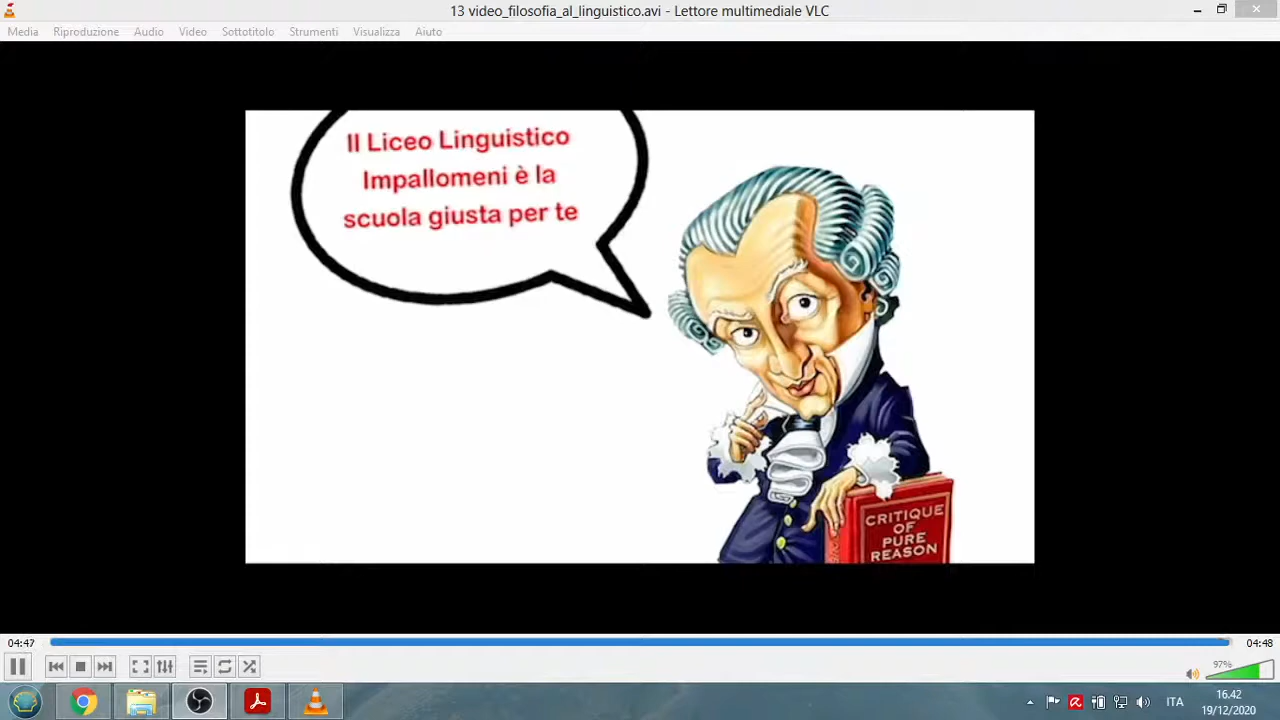 13 video_filosofia_al_linguistico.avi - Lettore multimediale VLC
Media Riproduzione Audio Video Sottotitolo Strumenti Visualizza Aiuto
Il Liceo Linguistico
Impallomeni è la
scuola giusta per te
CRITIQUE
OF
PURE
REASON
04:47
04:48
97%
ITA
16.42
19/12/2020